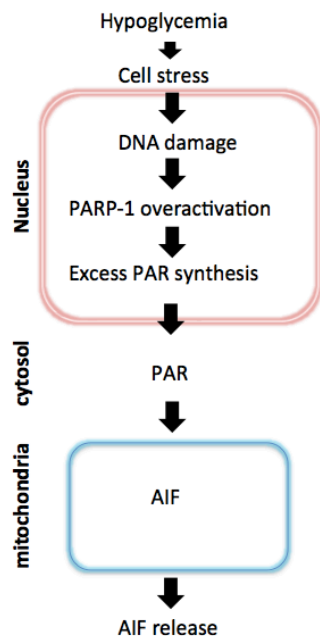 Hypoglycemia
Cell stress
Nucleus
DNA damage
PARP-1 overactivation
Excess PAR synthesis
cytosol
PAR
mitochondria
AIF
AIF release